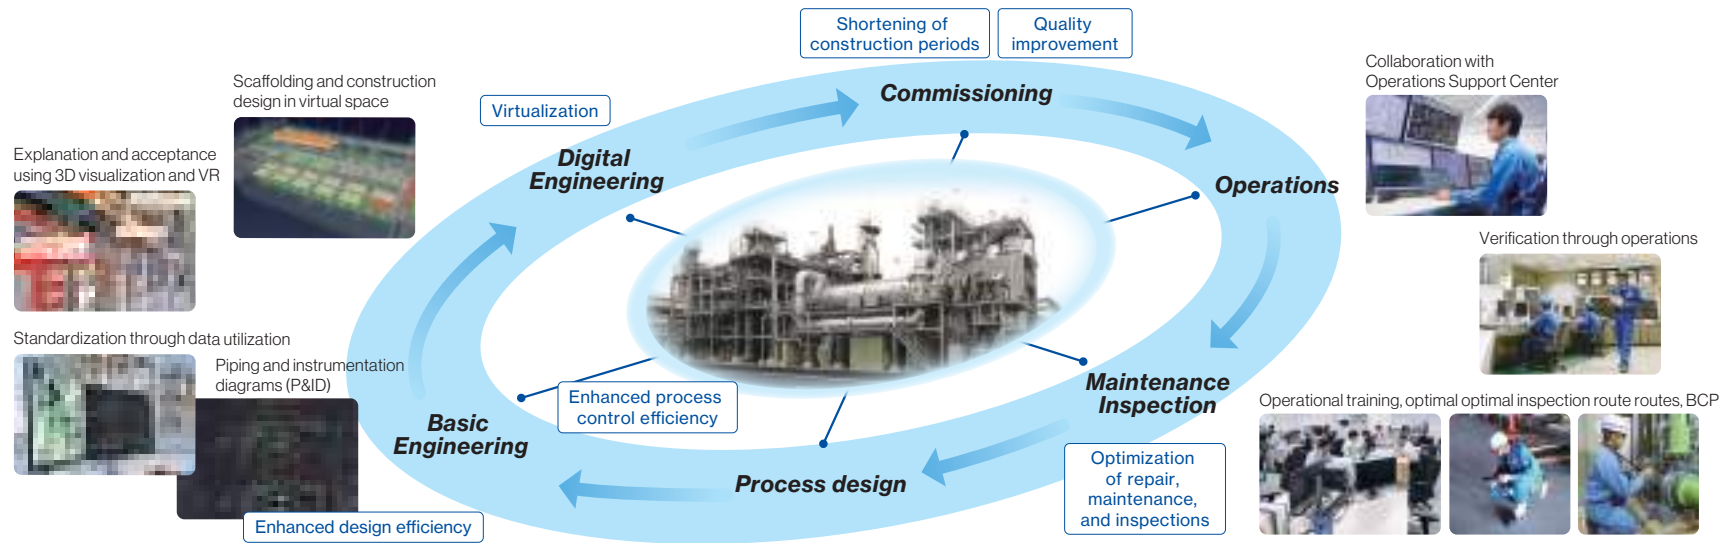 Shortening of
construction periods
Quality
improvement
Collaboration with
Operations Support Center
Scaffolding and construction
design in virtual space
Virtualization
Commissioning
Explanation and acceptance
using 3D visualization and VR
Digital
Engineering
Operations
Verification through operations
Standardization through data utilization
Piping and instrumentation
diagrams (P&ID)
Enhanced process
control efficiency
Maintenance
Inspection
Operational training, optimal optimal inspection route routes, BCP
Basic
Engineering
Process design
Optimization
of repair,
maintenance,
and inspections
Enhanced design efficiency